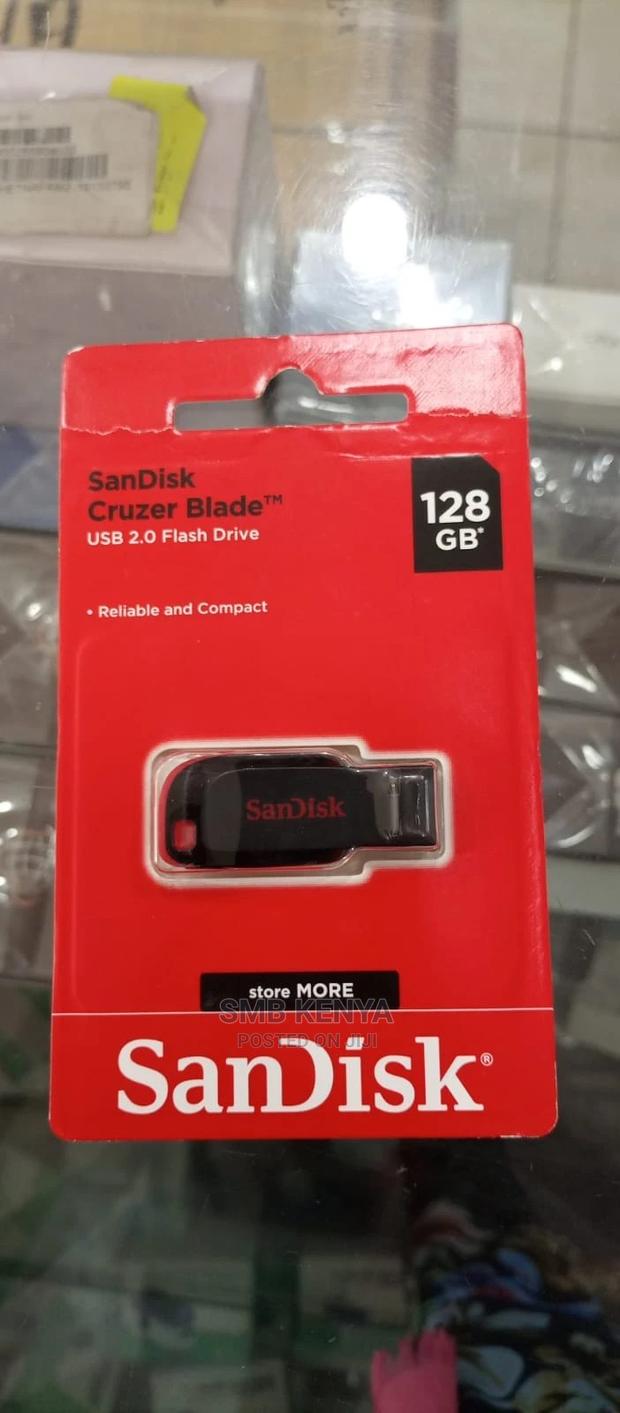 SanDisk
Cruzer Blade™
USB 2.0 Flash Drive
128
GB*
• Reliable and Compact
SanDisk
store MORE
SMB KENYA
POSTED ON JIJI
SanDisk®